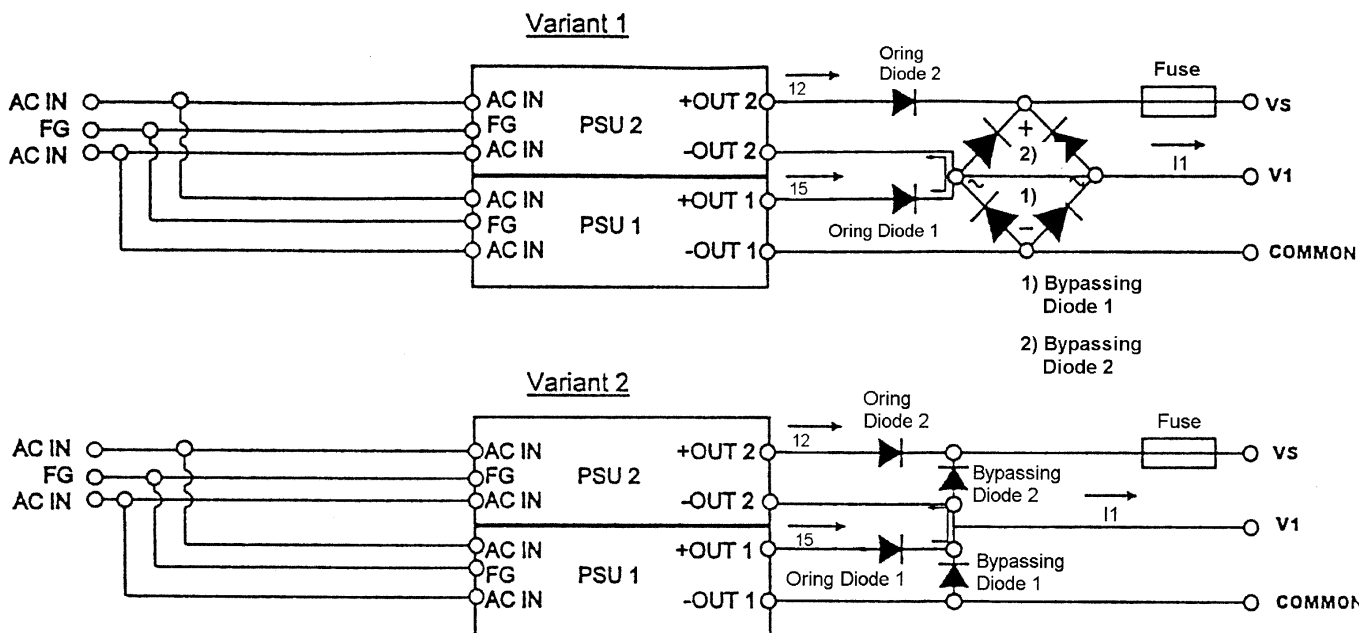 Variant 1
Oring
Diode 2
Fuse
12
AC IN
AC IN
+OUT 2
VS
FG
FG
PSU 2
+
AC IN
AC IN
-OUT 2
2)
I1
15
~
~
V1
AC IN
+OUT 1
1)
FG
PSU 1
Oring Diode 1
–
AC IN
-OUT 1
COMMON
1) Bypassing
Diode 1
2) Bypassing
Diode 2
Variant 2
Oring
Diode 2
Fuse
12
AC IN
AC IN
+OUT 2
VS
FG
FG
PSU 2
Bypassing
Diode 2
AC IN
AC IN
-OUT 2
I1
15
V1
AC IN
+OUT 1
FG
PSU 1
Oring Diode 1
Bypassing
Diode 1
AC IN
-OUT 1
COMMON